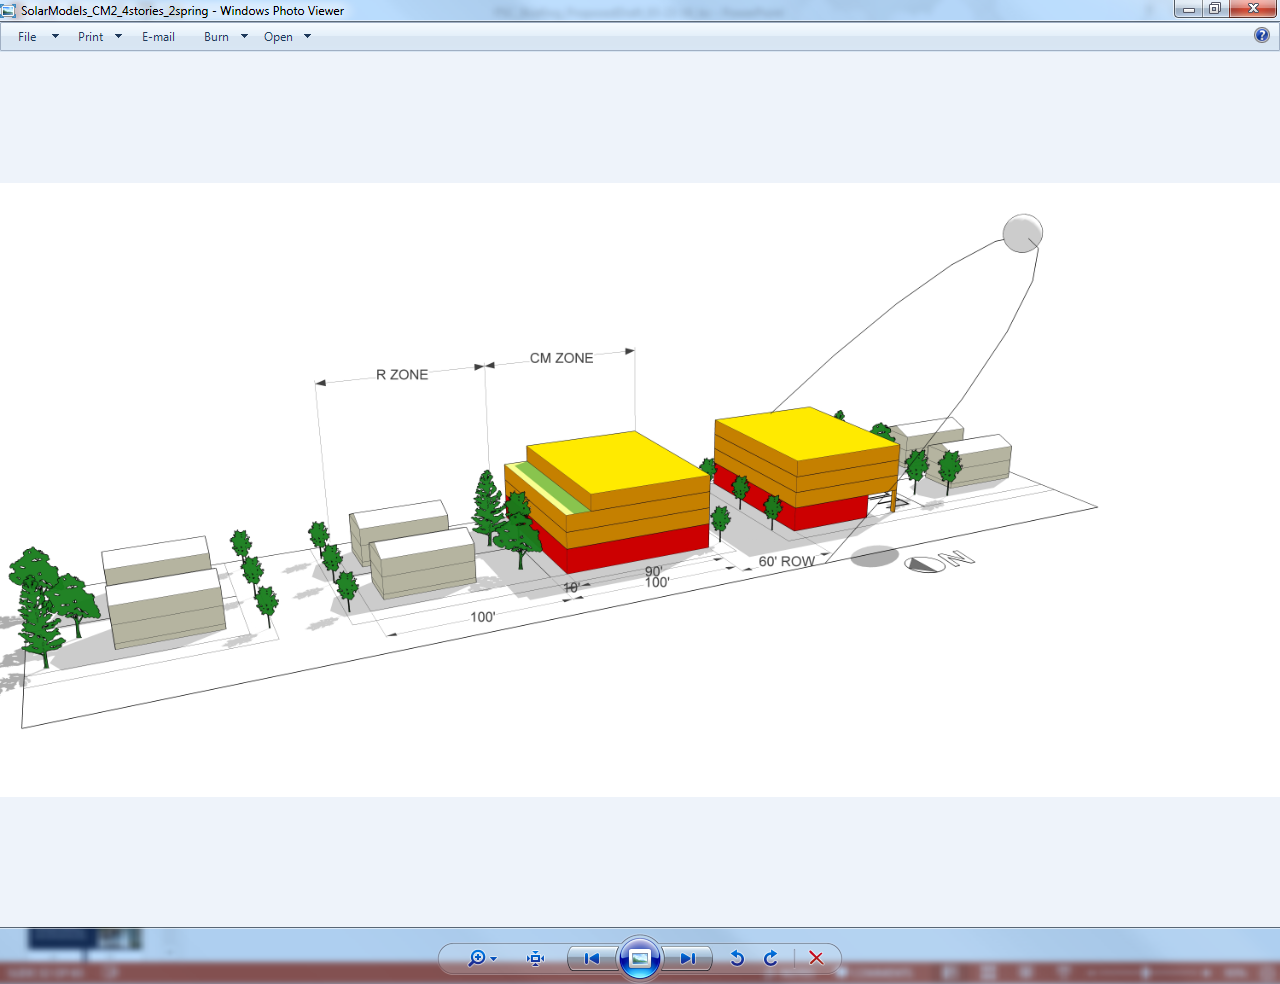 SolarModels_CM2_4stories_2spring - Windows Photo Viewer
File Print E-mail Burn Open
CM ZONE
R ZONE
60' ROW
N
90'
100'
10'
100'